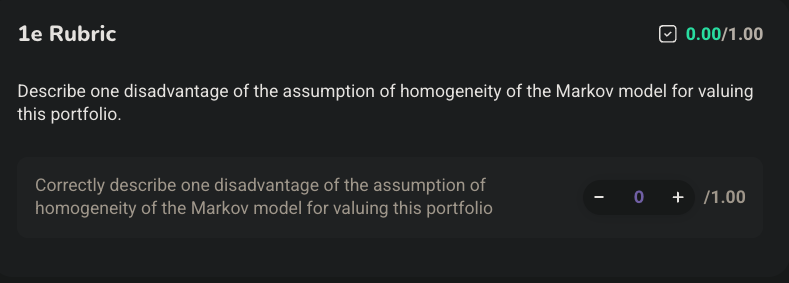 1e Rubric
0.00/1.00
Describe one disadvantage of the assumption of homogeneity of the Markov model for valuing
this portfolio.
Correctly describe one disadvantage of the assumption of
homogeneity of the Markov model for valuing this portfolio
− 0 + /1.00